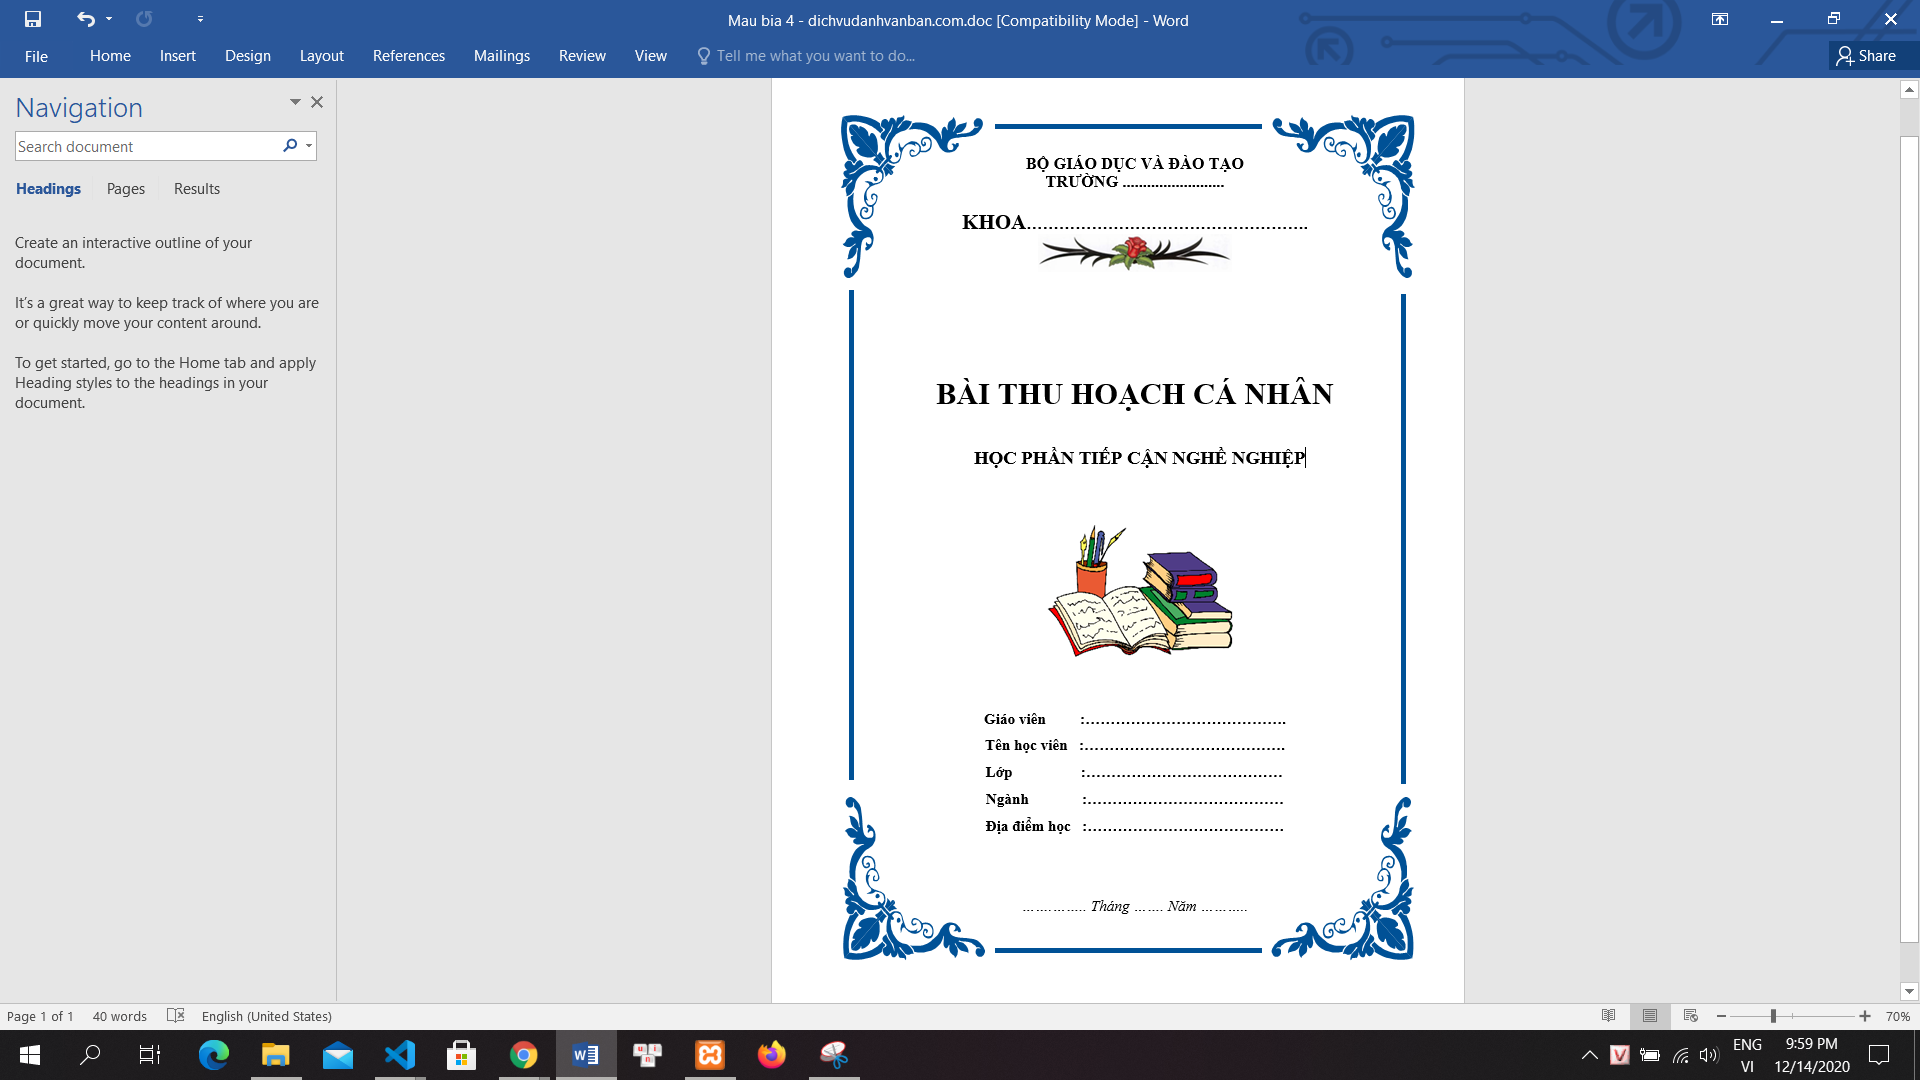 Mau bia 4 - dichvudanhvanban.com.doc [Compatibility Mode] - Word
File Home Insert Design Layout References Mailings Review View Tell me what you want to do... Share
Navigation
Search document
Headings Pages Results
Create an interactive outline of your
document.
It's a great way to keep track of where you are
or quickly move your content around.
To get started, go to the Home tab and apply
Heading styles to the headings in your
document.
BỘ GIÁO DỤC VÀ ĐÀO TẠO
TRƯỜNG .........................
KHOA…………………………………………….
BÀI THU HOẠCH CÁ NHÂN
HỌC PHẦN TIẾP CẬN NGHỀ NGHIỆP
Giáo viên :………………………………….
Tên học viên :………………………………….
Lớp :…………………………………
Ngành :…………………………………
Địa điểm học :…………………………………
………….. Tháng ……. Năm ………..
Page 1 of 1 40 words English (United States) 70%
ENG 9:59 PM
VI 12/14/2020